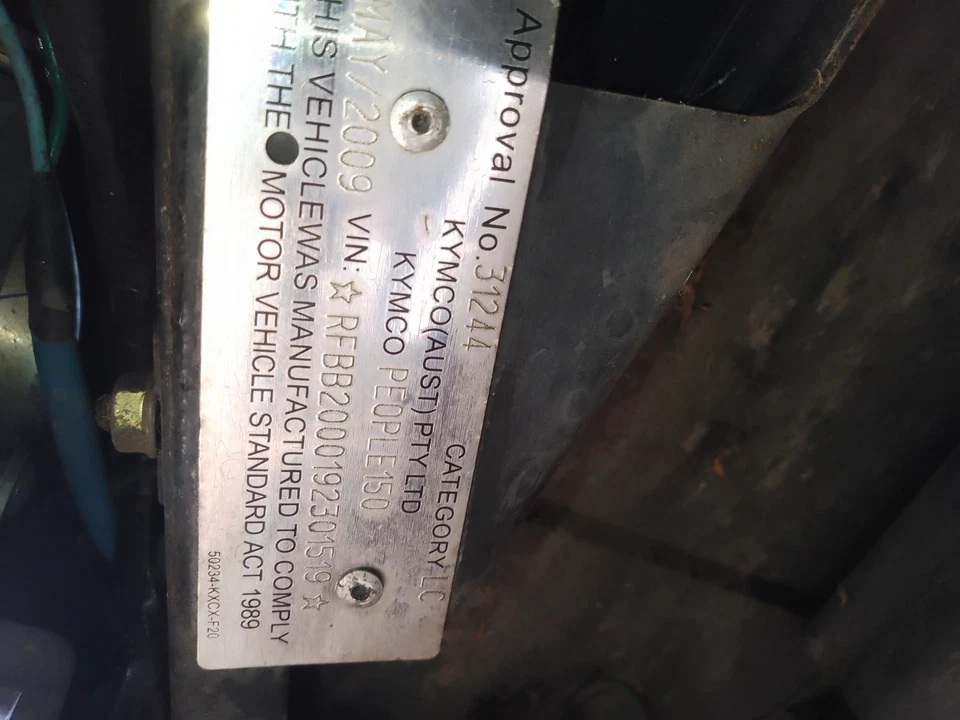 Approval No.31244 CATEGORY LC
KYMCO(AUST) PTY LTD
KYMCO PEOPLE150
MAY/2009 VIN:☆RFBB2000192301519☆
HIS VEHICLEWAS MANUFACTURED TO COMPLY
TH THE MOTOR VEHICLE STANDARD ACT 1989
50234-KXCX-F20